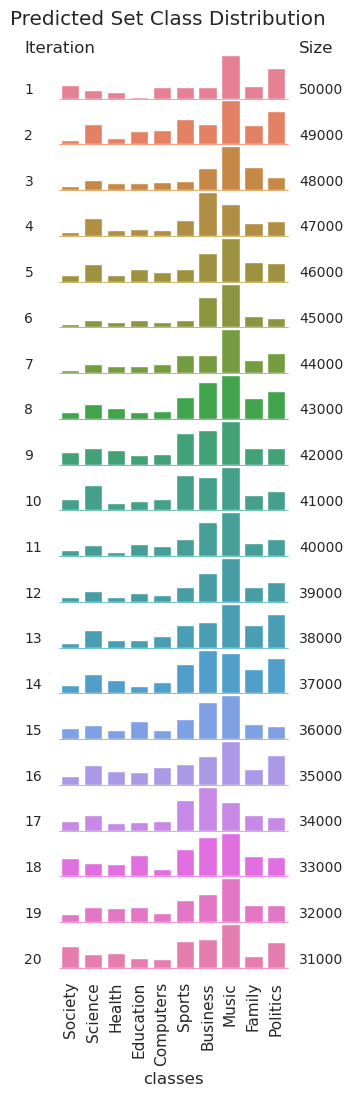 Predicted Set Class Distribution
Iteration Size
1 50000
2 49000
3 48000
4 47000
5 46000
6 45000
7 44000
8 43000
9 42000
10 41000
11 40000
12 39000
13 38000
14 37000
15 36000
16 35000
17 34000
18 33000
19 32000
20 31000
Society
Science
Health
Education
Computers
Sports
Business
Music
Family
Politics
classes